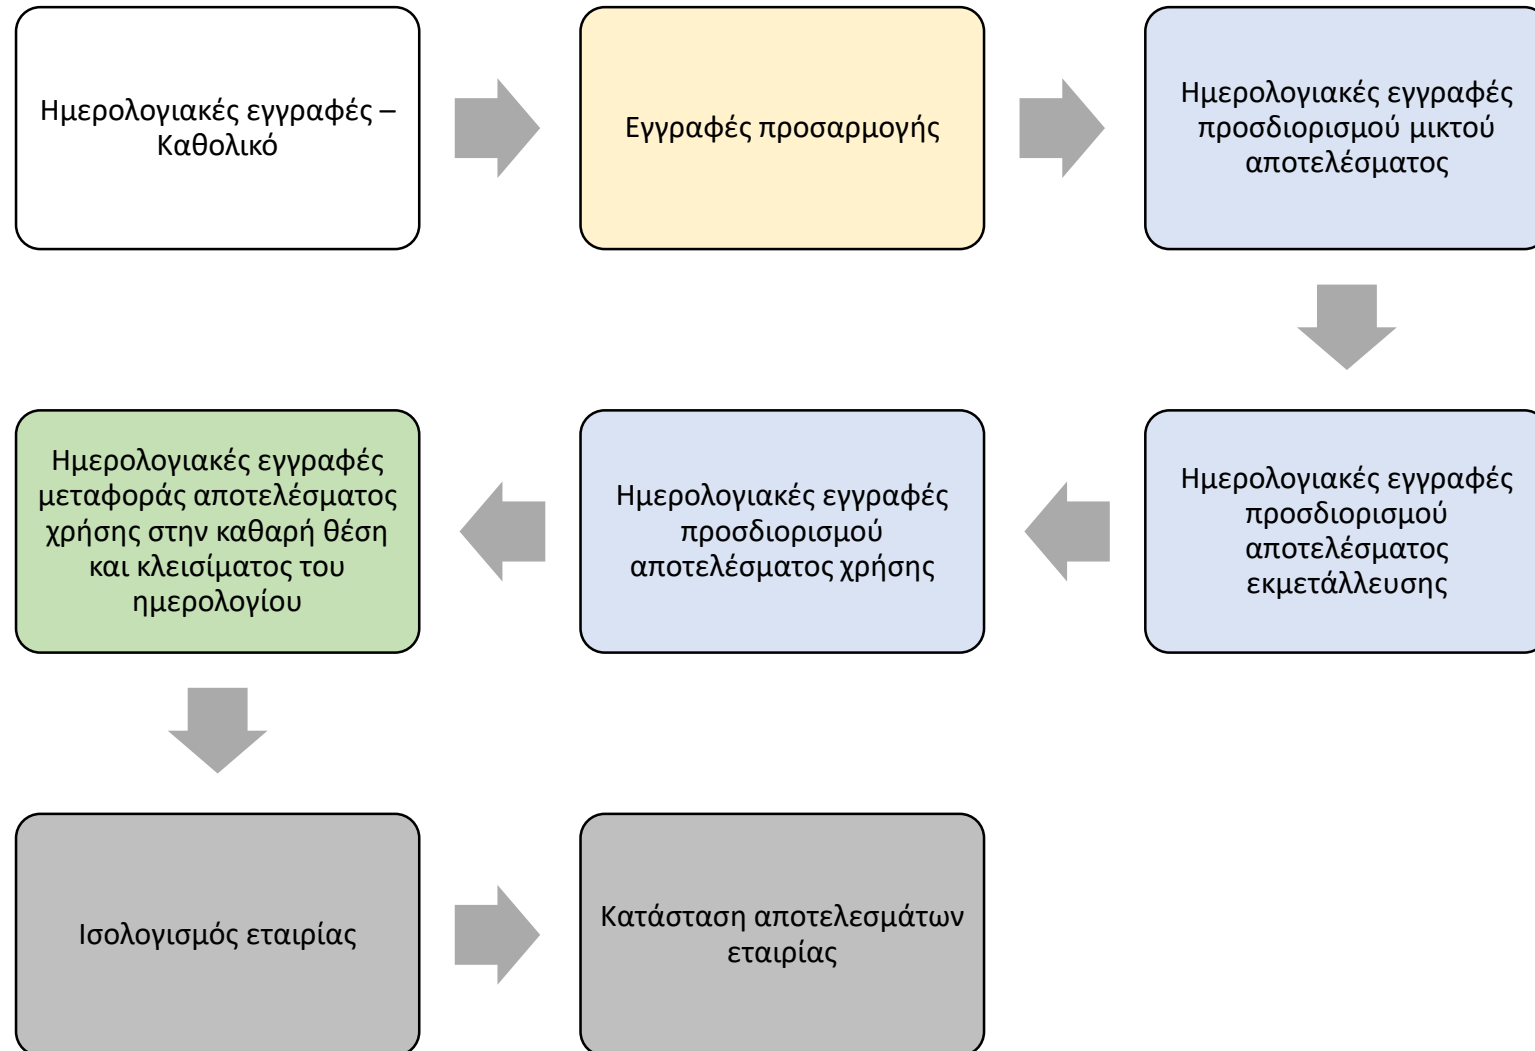 Ημερολογιακές εγγραφές –
Καθολικό
Εγγραφές προσαρμογής
Ημερολογιακές εγγραφές
προσδιορισμού μικτού
αποτελέσματος
Ημερολογιακές εγγραφές
προσδιορισμού
αποτελέσματος
εκμετάλλευσης
Ημερολογιακές εγγραφές
προσδιορισμού
αποτελέσματος χρήσης
Ημερολογιακές εγγραφές
μεταφοράς αποτελέσματος
χρήσης στην καθαρή θέση
και κλεισίματος του
ημερολογίου
Ισολογισμός εταιρίας
Κατάσταση αποτελεσμάτων
εταιρίας